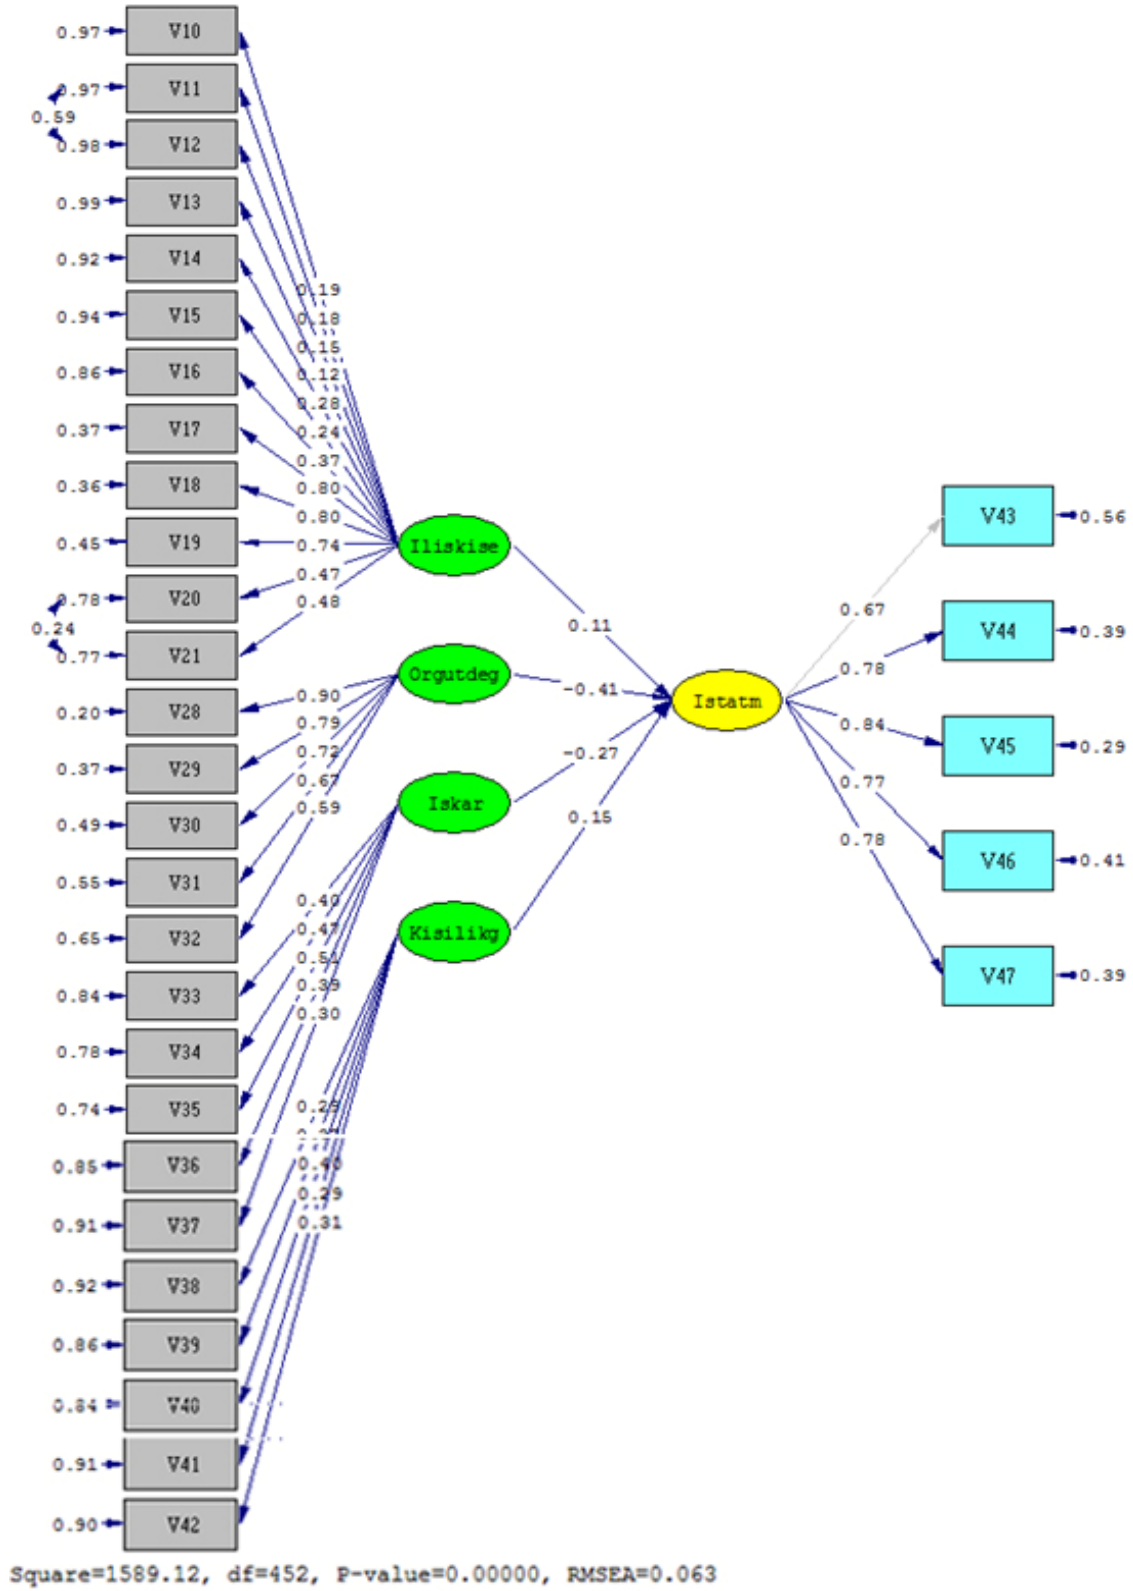 0.97 V10
0.97 V11
0.59
0.98 V12
0.99 V13
0.92 V14
0.94 V15
0.86 V16
0.37 V17
0.36 V18
0.45 V19
0.78 V20
0.24
0.77 V21
0.20 V28
0.37 V29
0.49 V30
0.55 V31
0.65 V32
0.84 V33
0.78 V34
0.74 V35
0.85 V36
0.91 V37
0.92 V38
0.86 V39
0.84 V40
0.91 V41
0.90 V42
0.19
0.18
0.15
0.12
0.28
0.24
0.37
0.80
0.80
0.74
0.47
0.48
0.90
0.79
0.72
0.67
0.59
0.40
0.47
0.51
0.39
0.30
0.29
0.40
0.29
0.31
Iliskise
Orgutdeg
Iskar
Kisilikg
0.11
-0.41
-0.27
0.15
Istatm
0.67
0.78
0.84
0.77
0.78
V43 0.56
V44 0.39
V45 0.29
V46 0.41
V47 0.39
Square=1589.12, df=452, P-value=0.00000, RMSEA=0.063